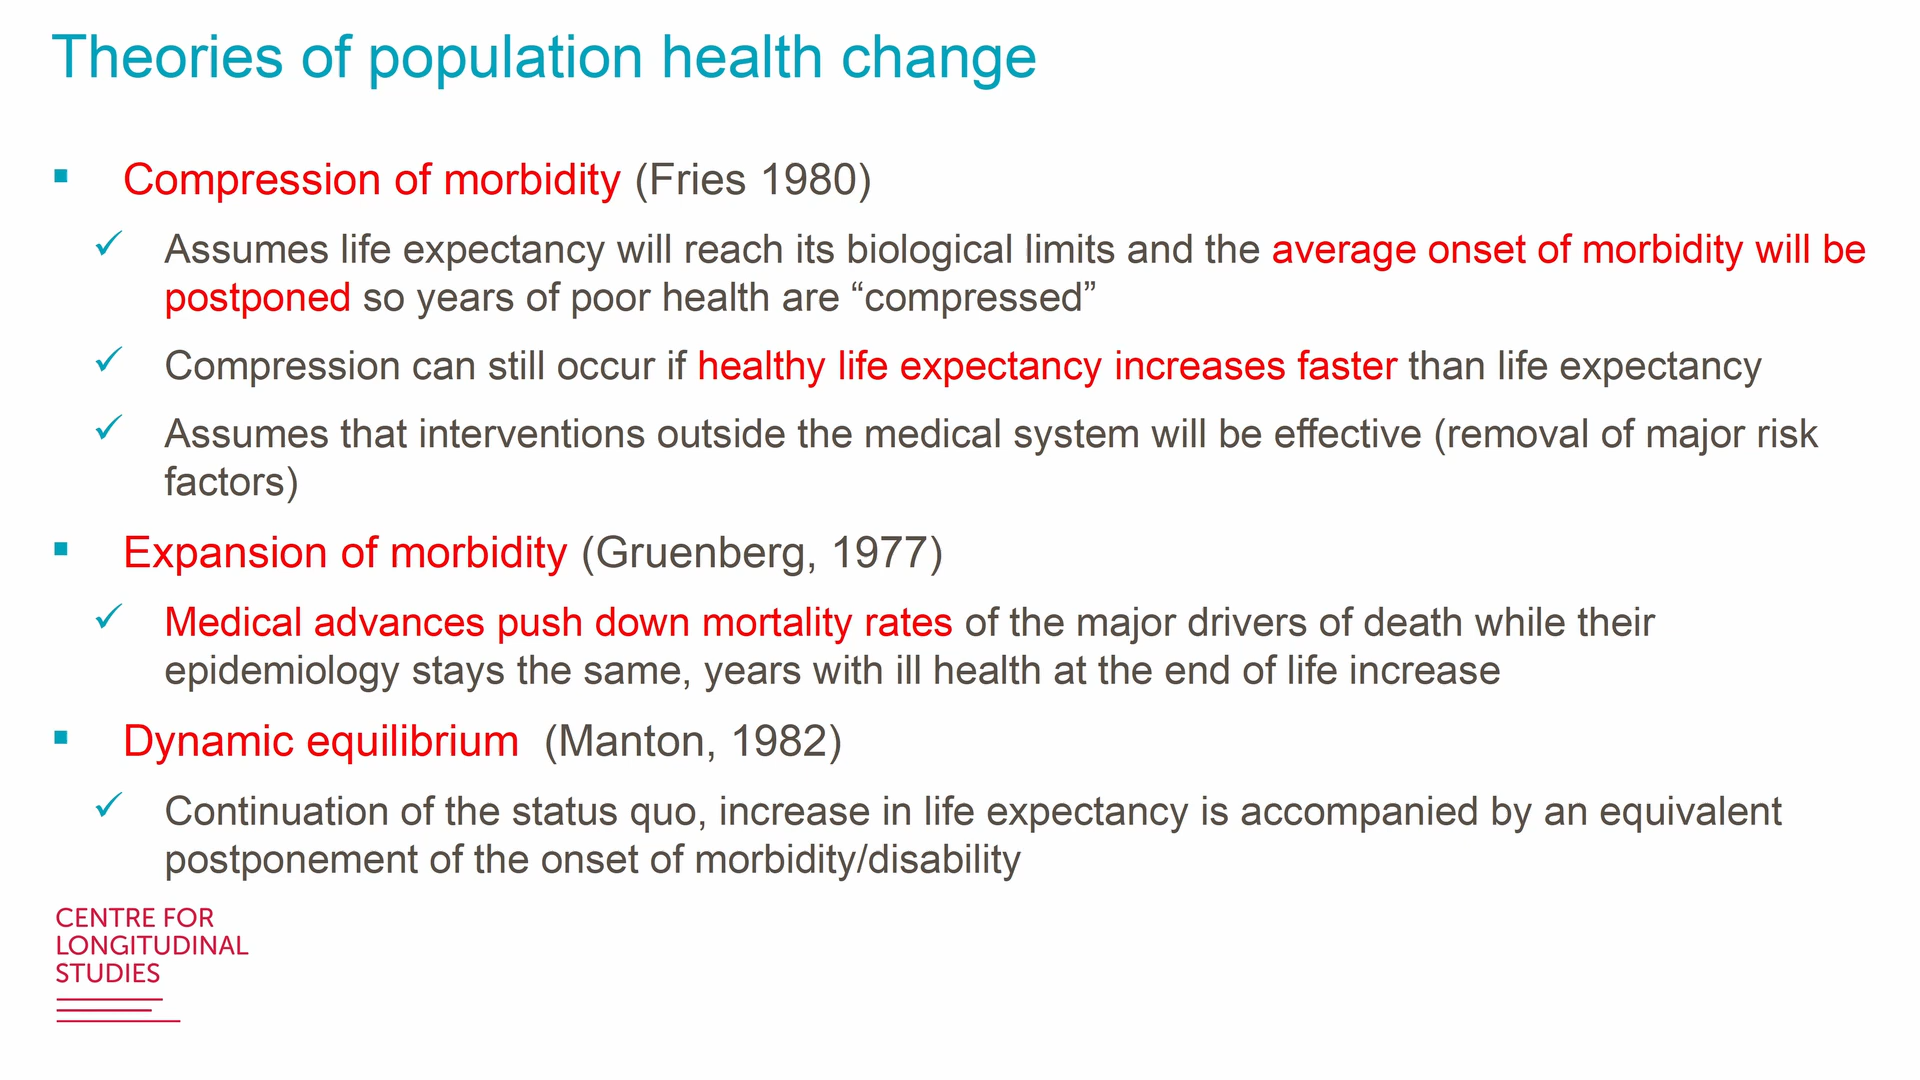 Theories of population health change
Compression of morbidity (Fries 1980)
Assumes life expectancy will reach its biological limits and the average onset of morbidity will be
postponed so years of poor health are “compressed”
Compression can still occur if healthy life expectancy increases faster than life expectancy
Assumes that interventions outside the medical system will be effective (removal of major risk
factors)
Expansion of morbidity (Gruenberg, 1977)
Medical advances push down mortality rates of the major drivers of death while their
epidemiology stays the same, years with ill health at the end of life increase
Dynamic equilibrium (Manton, 1982)
Continuation of the status quo, increase in life expectancy is accompanied by an equivalent
postponement of the onset of morbidity/disability
CENTRE FOR
LONGITUDINAL
STUDIES